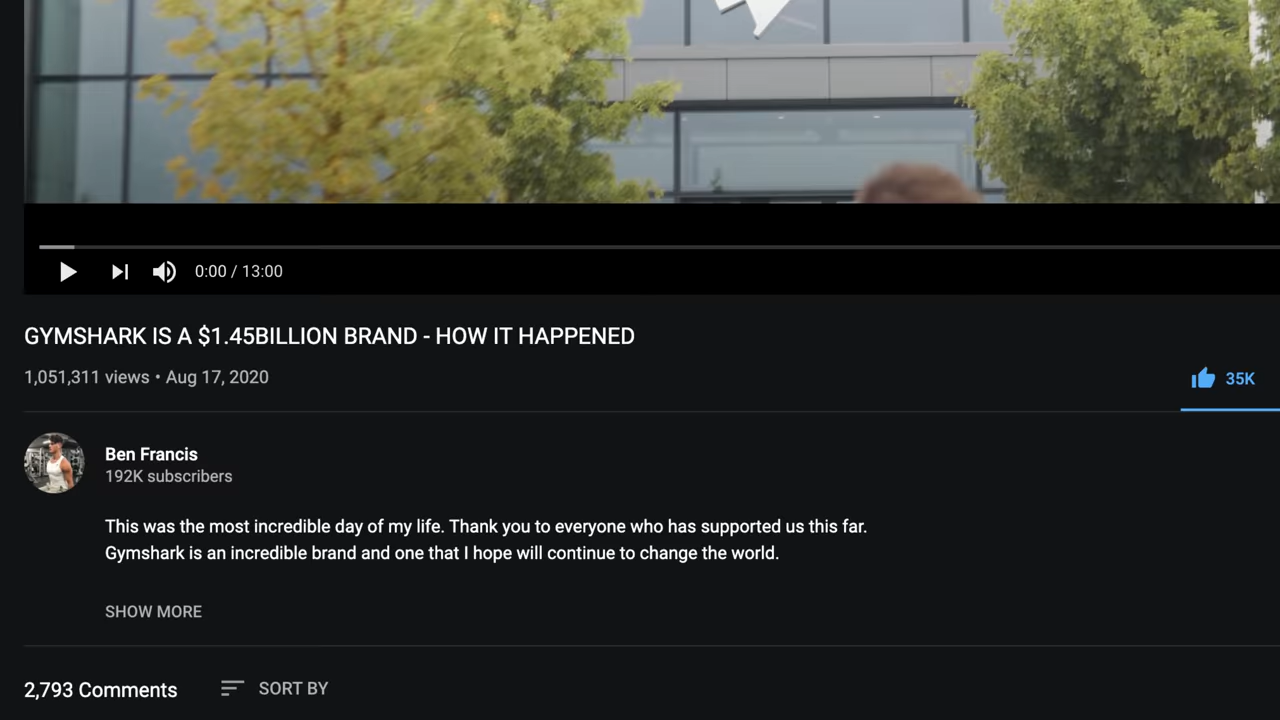 0:00 / 13:00
GYMSHARK IS A $1.45BILLION BRAND - HOW IT HAPPENED
1,051,311 views • Aug 17, 2020
35K
Ben Francis
192K subscribers
This was the most incredible day of my life. Thank you to everyone who has supported us this far.
Gymshark is an incredible brand and one that I hope will continue to change the world.
SHOW MORE
2,793 Comments
SORT BY